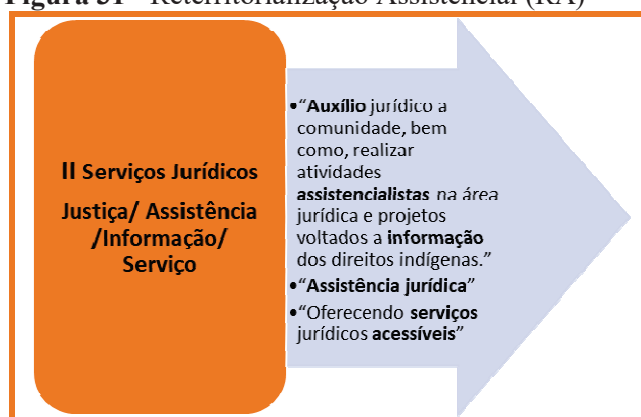 Figura 31 - Reterritorialização Assistencial (RA)
II Serviços Jurídicos
Justiça/ Assistência
/Informação/
Serviço
•“Auxílio jurídico a
comunidade, bem
como, realizar
atividades
assistencialistas na área
jurídica e projetos
voltados a informação
dos direitos indígenas.”
•“Assistência jurídica”
•“Oferecendo serviços
jurídicos acessíveis”